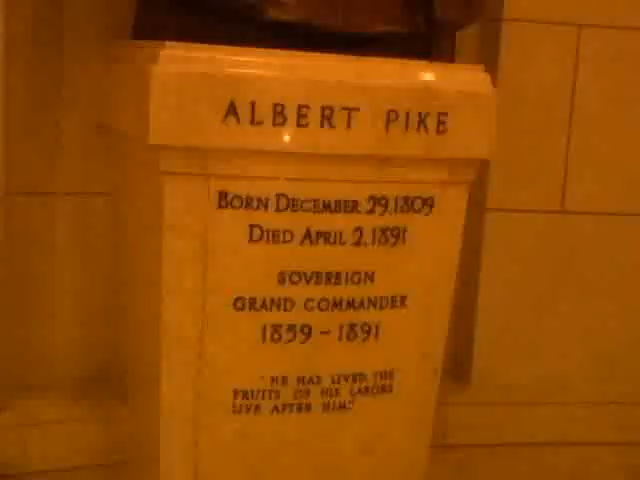 ALBERT PIKE
BORN DECEMBER 29, 1809
DIED APRIL 2, 1891
SOVEREIGN
GRAND COMMANDER
1859 - 1891
"HE HAS LIVED. THE
FRUITS OF HIS LABORS
LIVE AFTER HIM."